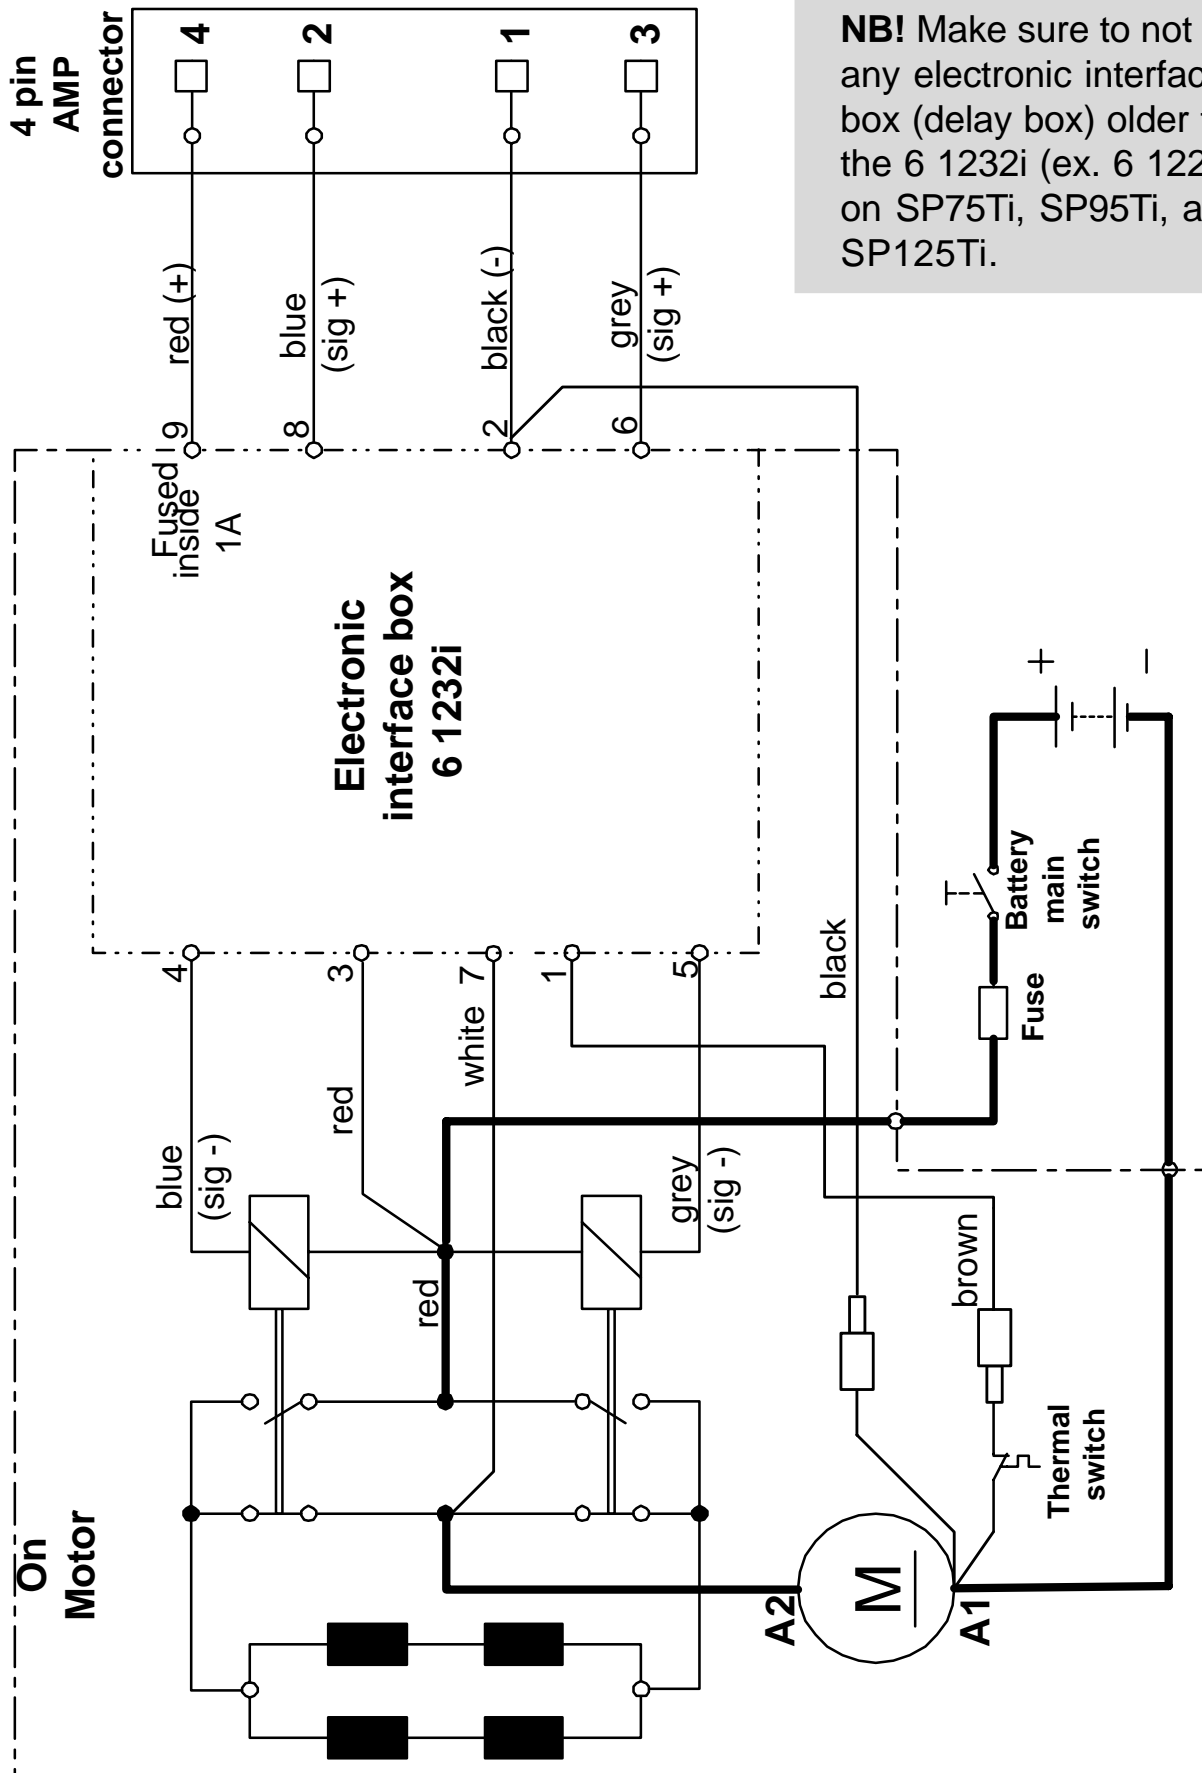 4 pin
AMP
connector
4
2
1
3
NB! Make sure to not
any electronic
box (delay box) older
the 6 1232i (ex. 6
on SP75Ti, SP95Ti,
SP125Ti.
red (+)
blue
(sig +)
black (-)
grey
(sig +)
9
8
2
6
Fused
inside
1A
Electronic
interface box
6 1232i
+
-
4
3
7
1
5
blue
(sig -)
red
white
grey
(sig -)
black
Battery
main
switch
Fuse
red
brown
Thermal
switch
On
Motor
A2
M
A1